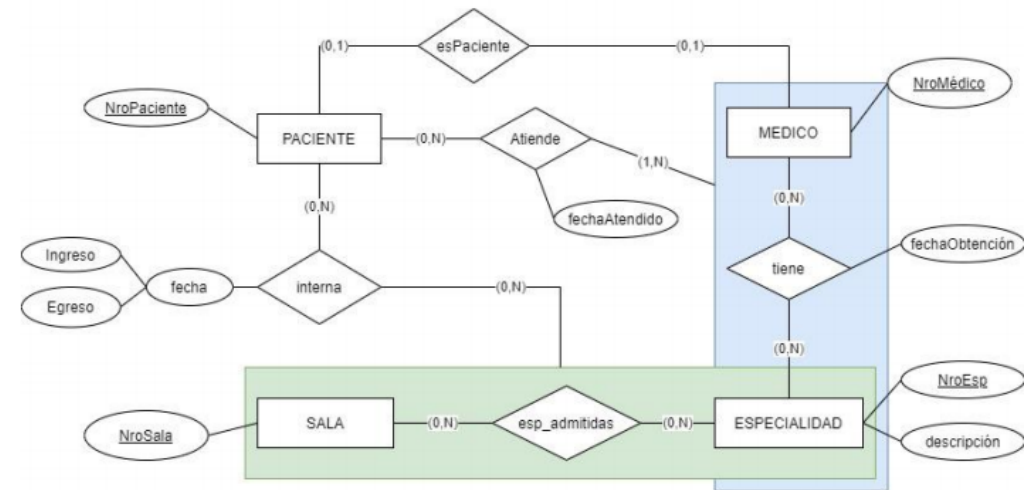 (0,1)
esPaciente
(0,1)
NroPaciente
PACIENTE
(0,N)
Atiende
(1,N)
MEDICO
NroMédico
fechaAtendido
(0,N)
(0,N)
tiene
fechaObtención
Ingreso
Egreso
fecha
interna
(0,N)
(0,N)
NroSala
SALA
(0,N)
esp_admitidas
(0,N)
ESPECIALIDAD
NroEsp
descripción